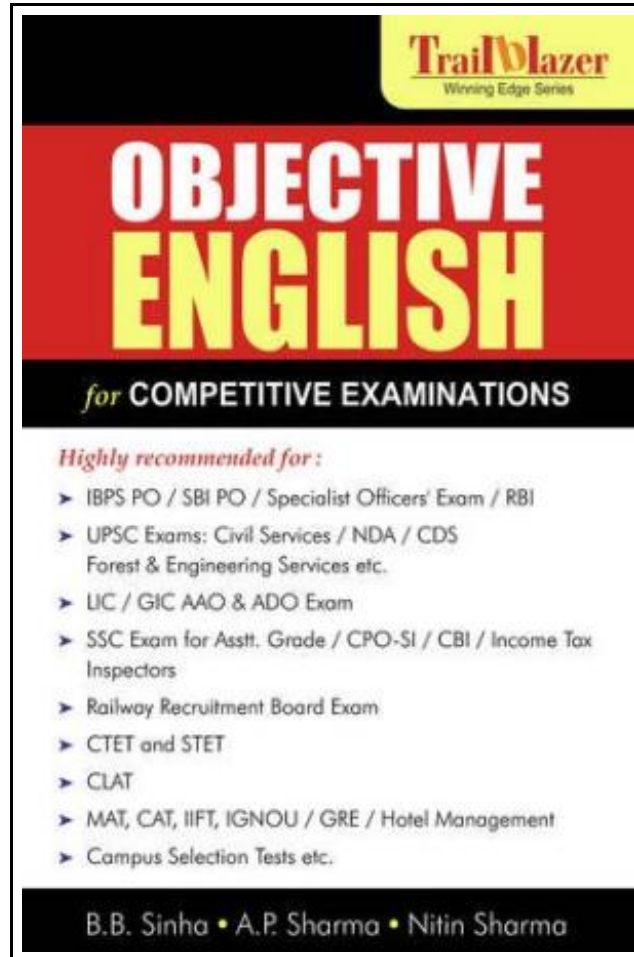 Trailblazer
Winning Edge Series
OBJECTIVE
ENGLISH
for COMPETITIVE EXAMINATIONS
Highly recommended for :
➤ IBPS PO / SBI PO / Specialist Officers' Exam / RBI
➤ UPSC Exams: Civil Services / NDA / CDS
Forest & Engineering Services etc.
➤ LIC / GIC AAO & ADO Exam
➤ SSC Exam for Asstt. Grade / CPO-SI / CBI / Income Tax
Inspectors
➤ Railway Recruitment Board Exam
➤ CTET and STET
➤ CLAT
➤ MAT, CAT, IIFT, IGNOU / GRE / Hotel Management
➤ Campus Selection Tests etc.
B.B. Sinha • A.P. Sharma • Nitin Sharma